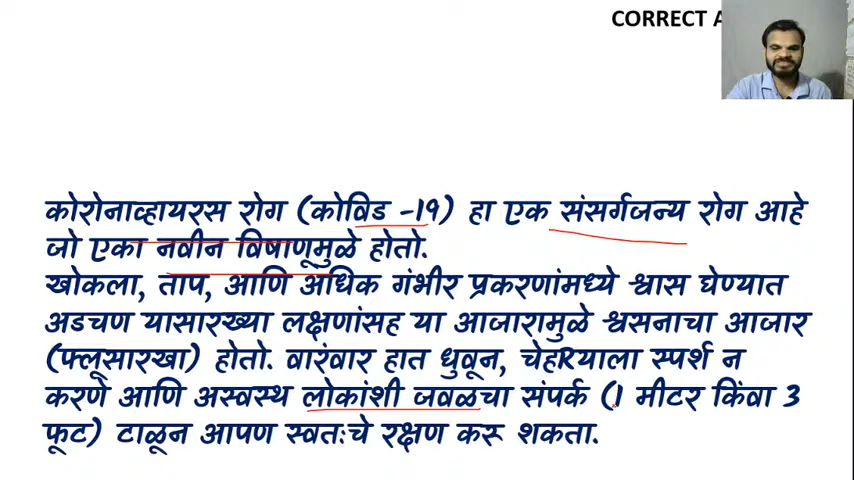 CORRECT A
कोरोनाव्हायरस रोग (कोविड -19) हा एक संसर्गजन्य रोग आहे
जो एका नवीन विषाणूमुळे होतो.
खोकला, ताप, आणि अधिक गंभीर प्रकरणांमध्ये श्वास घेण्यात
अडचण यासारख्या लक्षणांसह या आजारामुळे श्वसनाचा आजार
(फ्लूसारखा) होतो. वारंवार हात धुवून, चेहRयाला स्पर्श न
करणे आणि अस्वस्थ लोकांशी जवळचा संपर्क (1 मीटर किंवा 3
फूट) टाळून आपण स्वतःचे रक्षण करू शकता.